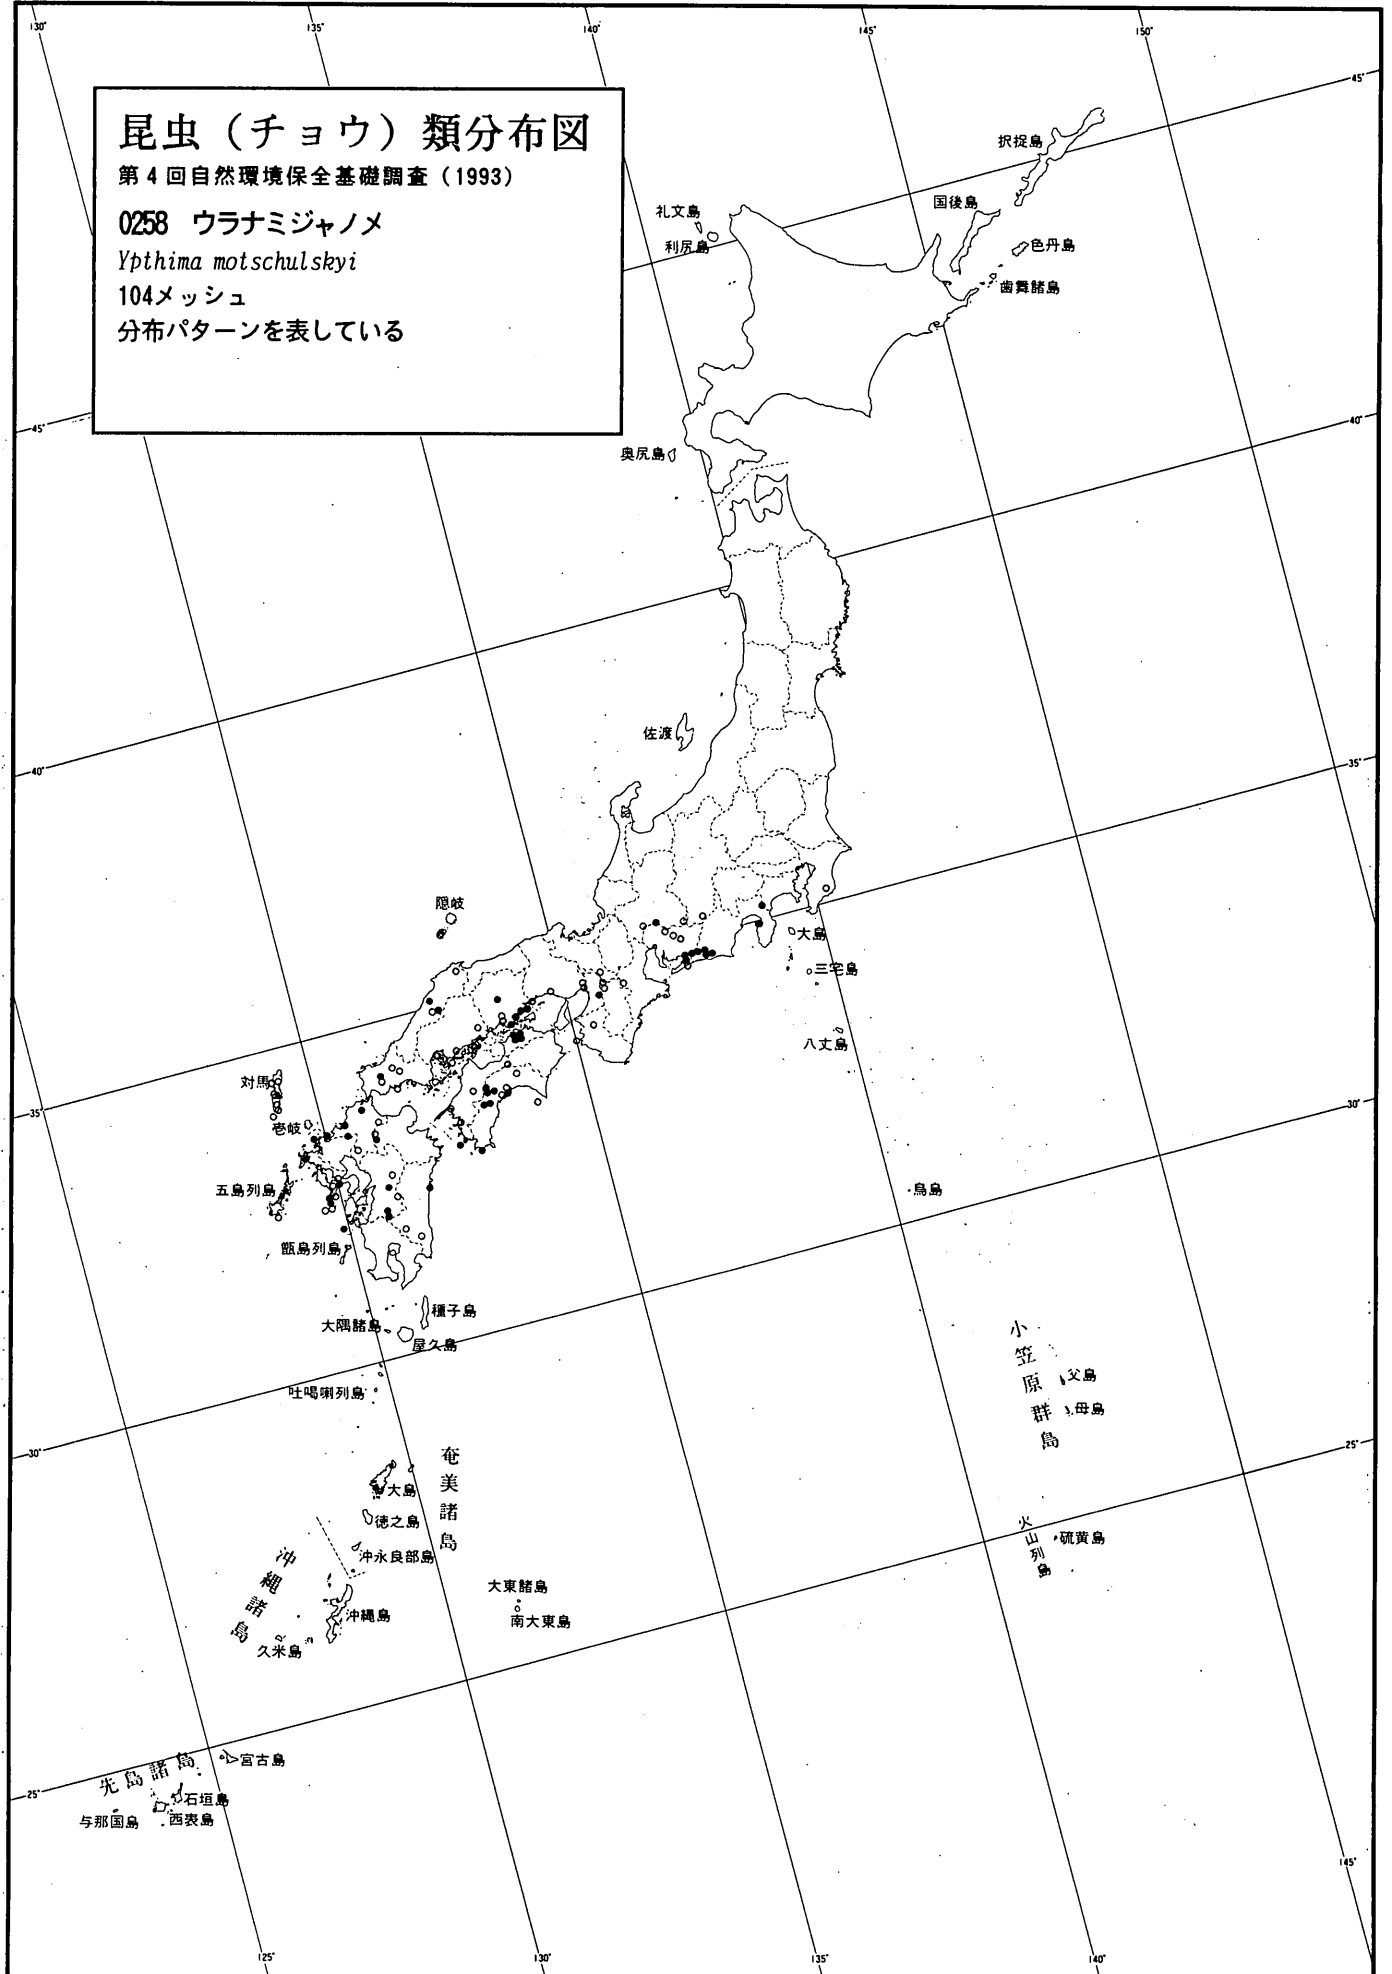 130° 135° 140° 145° 150°
昆虫（チョウ）類分布図
第4回自然環境保全基礎調査（1993）
0258 ウラナミジャノメ
Ypthima motschulskyi
104メッシュ
分布パターンを表している
45°
択捉島
国後島
礼文島
利尻島
色丹島
歯舞諸島
45°
40°
奥尻島
佐渡
40°
35°
隠岐
大島
三宅島
八丈島
対馬
壱岐
35°
30°
五島列島
鳥島
甑島列島
種子島
大隅諸島
屋久島
吐喝喇列島
小笠原群島
父島
母島
30°
25°
奄美諸島
大島
徳之島
沖永良部島
火山列島
硫黄島
沖縄諸島
沖縄島
久米島
大東諸島
南大東島
先島諸島
宮古島
25°
石垣島
与那国島
西表島
145°
125° 130° 135° 140°